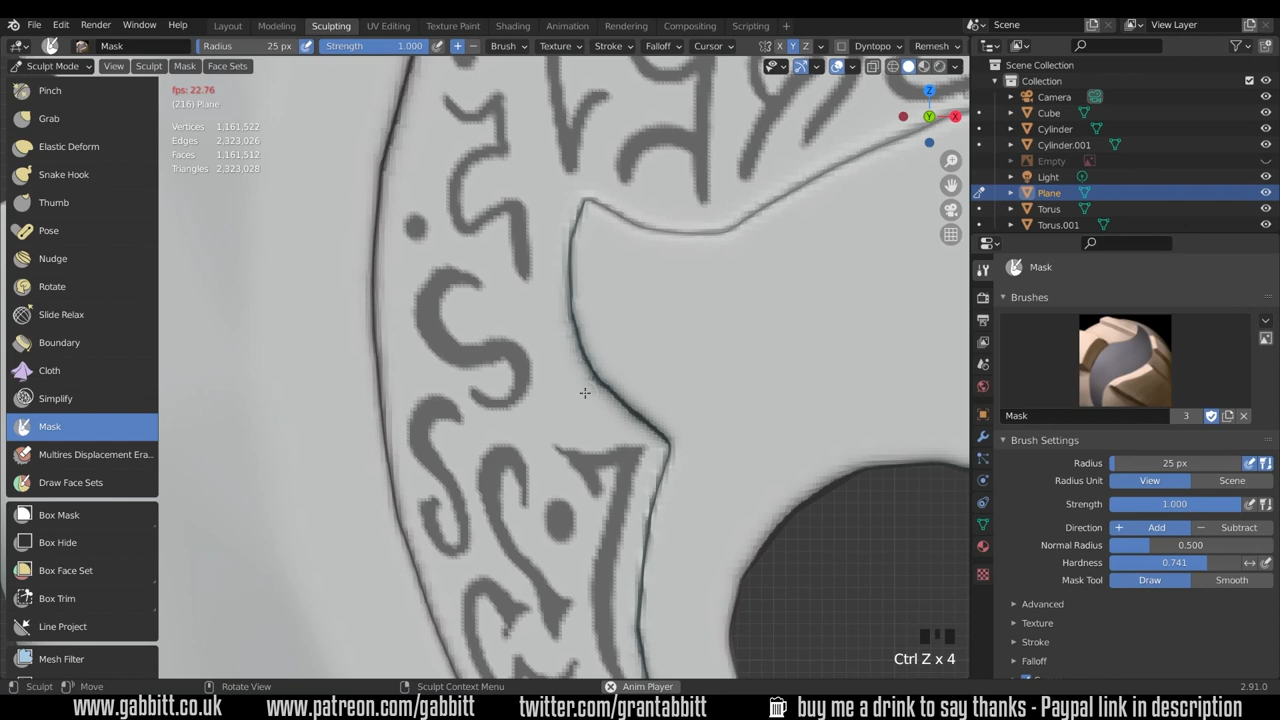 File Edit Render Window Help Layout Modeling Sculpting UV Editing Texture Paint Shading Animation Rendering Compositing Scripting + Scene View Layer
Mask Radius 25 px Strength 1.000 + − Brush Texture Stroke Falloff Cursor X Y Z Dyntopo Remesh
Sculpt Mode View Sculpt Mask Face Sets
Scene Collection
Collection
Camera
Cube
Cylinder
Cylinder.001
Empty
Light
Plane
Torus
Torus.001
fps: 22.76
(216) Plane
Vertices 1,161,522
Edges 2,323,026
Faces 1,161,512
Triangles 2,323,028
Z
Y
X
Pinch
Grab
Elastic Deform
Snake Hook
Thumb
Pose
Nudge
Rotate
Slide Relax
Boundary
Cloth
Simplify
Mask
Multires Displacement Era...
Draw Face Sets
Box Mask
Box Hide
Box Face Set
Box Trim
Line Project
Mesh Filter
Mask
Brushes
Mask 3
Brush Settings
Radius 25 px
Radius Unit View Scene
Strength 1.000
Direction + Add − Subtract
Normal Radius 0.500
Hardness 0.741
Mask Tool Draw Smooth
Advanced
Texture
Stroke
Falloff
Ctrl Z x 4
Sculpt Move Rotate View Sculpt Context Menu Anim Player 2.91.0
www.gabbitt.co.uk www.patreon.com/gabbitt twitter.com/grantabbitt buy me a drink to say thanks - Paypal link in description